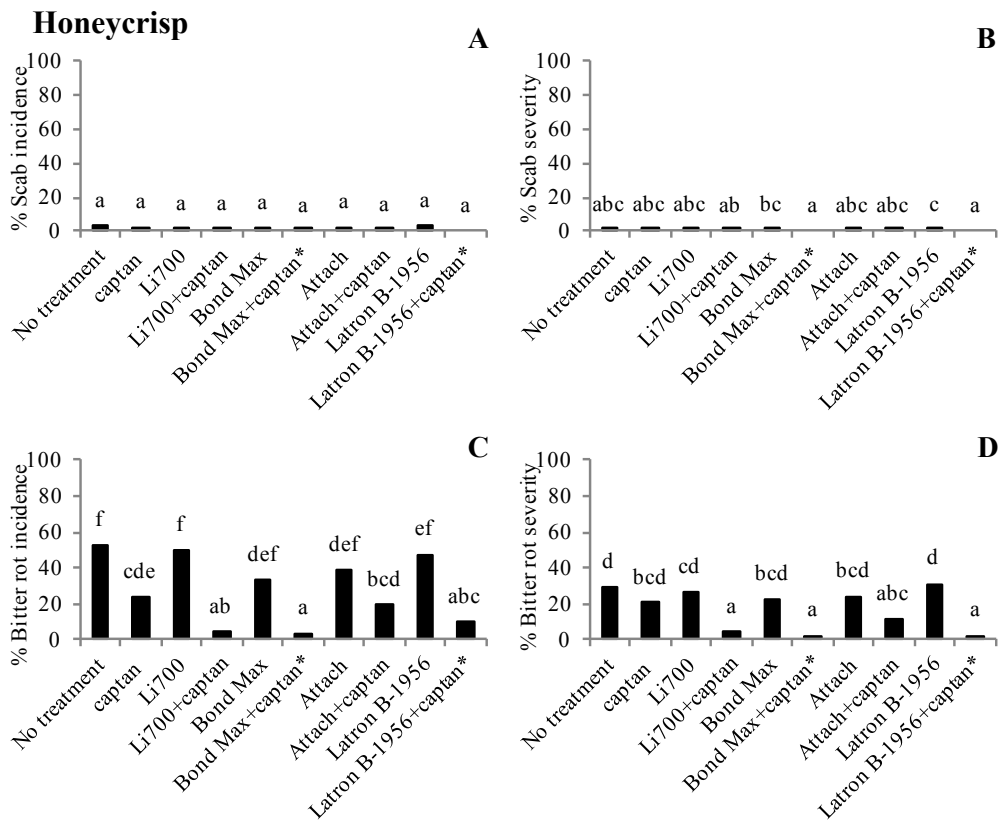 Honeycrisp
A
% Scab incidence
100
80
60
40
20
0
a a a a a a a a a a
No treatment
captan
Li700
Li700+captan
Bond Max
Bond Max+captan*
Attach
Attach+captan
Latron B-1956
Latron B-1956+captan*
B
% Scab severity
100
80
60
40
20
0
abc abc abc ab bc a abc abc c a
No treatment
captan
Li700
Li700+captan
Bond Max
Bond Max+captan*
Attach
Attach+captan
Latron B-1956
Latron B-1956+captan*
C
% Bitter rot incidence
100
80
60
40
20
0
f cde f ab def a def bcd ef abc
No treatment
captan
Li700
Li700+captan
Bond Max
Bond Max+captan*
Attach
Attach+captan
Latron B-1956
Latron B-1956+captan*
D
% Bitter rot severity
100
80
60
40
20
0
d bcd cd a bcd a bcd abc d a
No treatment
captan
Li700
Li700+captan
Bond Max
Bond Max+captan*
Attach
Attach+captan
Latron B-1956
Latron B-1956+captan*